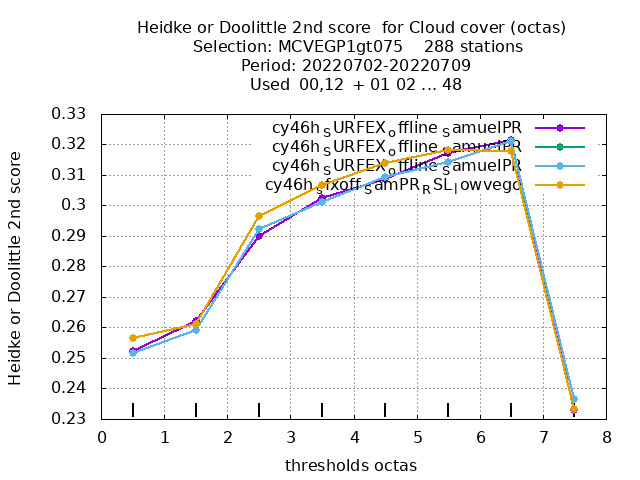 Heidke or Doolittle 2nd score  for Cloud cover (octas)
Selection: MCVEGP1gt075    288 stations
Period: 20220702-20220709
Used  00,12  + 01 02 ... 48
cy46h_SURFEX_offline_SamuelPR
cy46h_SURFEX_offline_SamuelPR
cy46h_SURFEX_offline_SamuelPR
cy46h_Sfxoff_SamPR_RSL_lowvego
Heidke or Doolittle 2nd score
0.33
0.32
0.31
0.3
0.29
0.28
0.27
0.26
0.25
0.24
0.23
0 1 2 3 4 5 6 7 8
thresholds octas